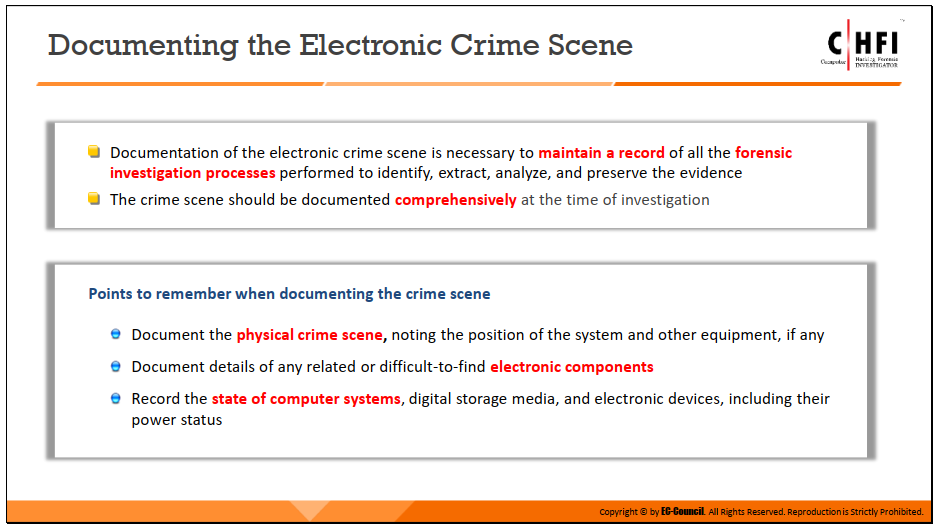 Documenting the Electronic Crime Scene
C HFI
Computer Hacking Forensic
INVESTIGATOR
Documentation of the electronic crime scene is necessary to maintain a record of all the forensic
investigation processes performed to identify, extract, analyze, and preserve the evidence
The crime scene should be documented comprehensively at the time of investigation
Points to remember when documenting the crime scene
Document the physical crime scene, noting the position of the system and other equipment, if any
Document details of any related or difficult-to-find electronic components
Record the state of computer systems, digital storage media, and electronic devices, including their
power status
Copyright © by EC-Council. All Rights Reserved. Reproduction is Strictly Prohibited.